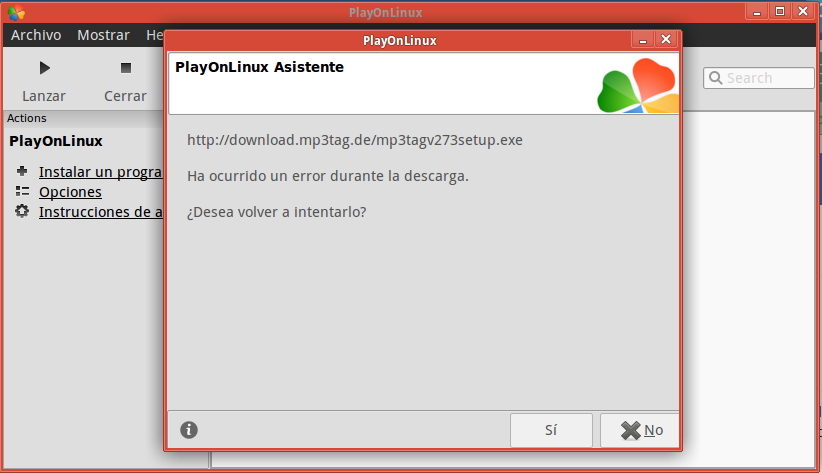 PlayOnLinux
Archivo Mostrar He
PlayOnLinux
PlayOnLinux Asistente
Lanzar Cerrar
Search
Actions
PlayOnLinux
Instalar un progra
Opciones
Instrucciones de a
http://download.mp3tag.de/mp3tagv273setup.exe
Ha ocurrido un error durante la descarga.
¿Desea volver a intentarlo?
Sí No